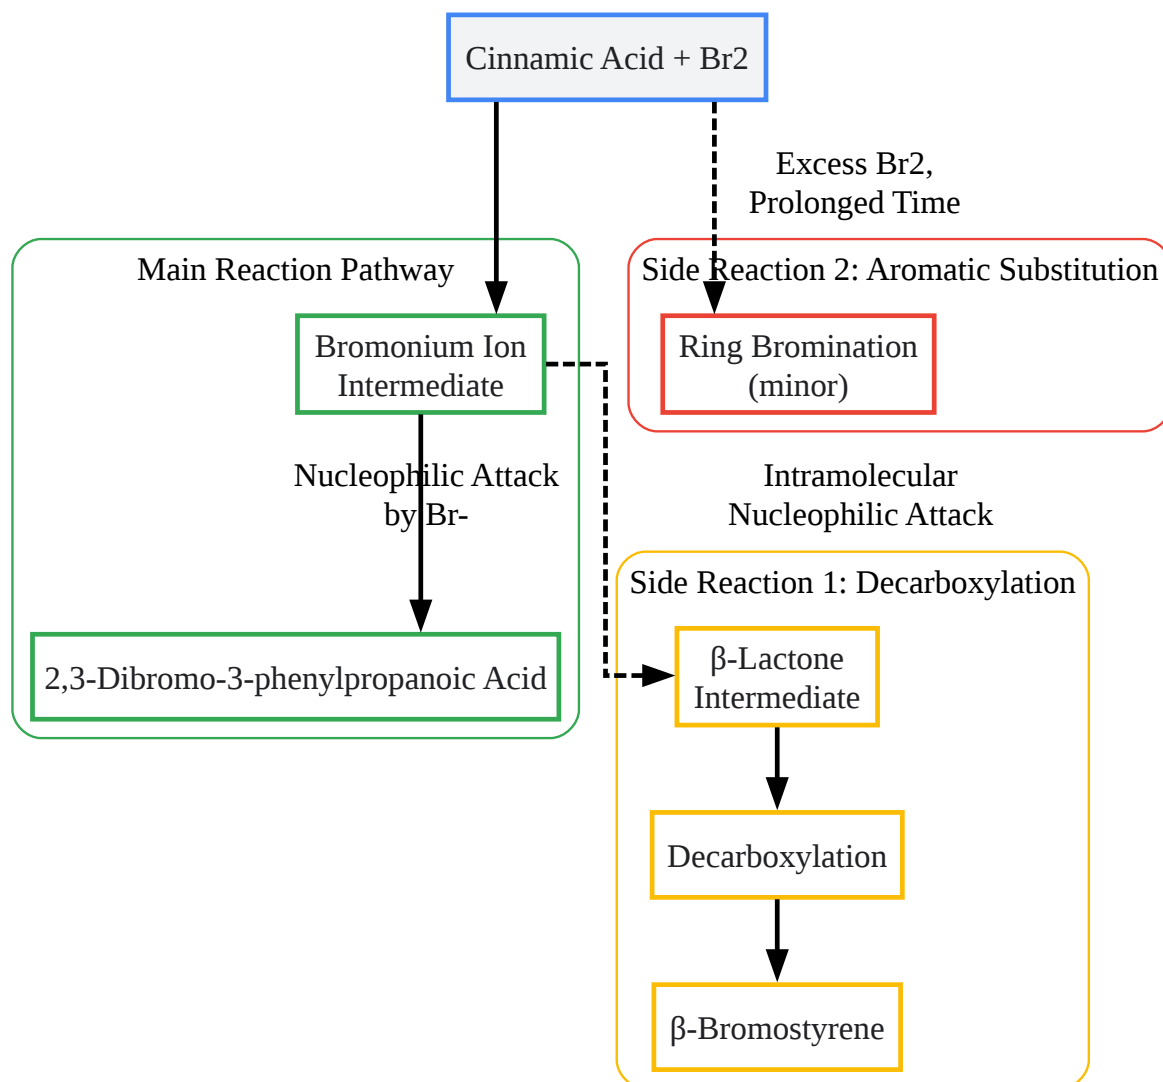 Cinnamic Acid + Br2
Excess Br2,
Prolonged Time
Main Reaction Pathway
Side Reaction 2: Aromatic Substitution
Bromonium Ion
Intermediate
Ring Bromination
(minor)
Nucleophilic Attack
by Br-
Intramolecular
Nucleophilic Attack
Side Reaction 1: Decarboxylation
2,3-Dibromo-3-phenylpropanoic Acid
β-Lactone
Intermediate
Decarboxylation
β-Bromostyrene